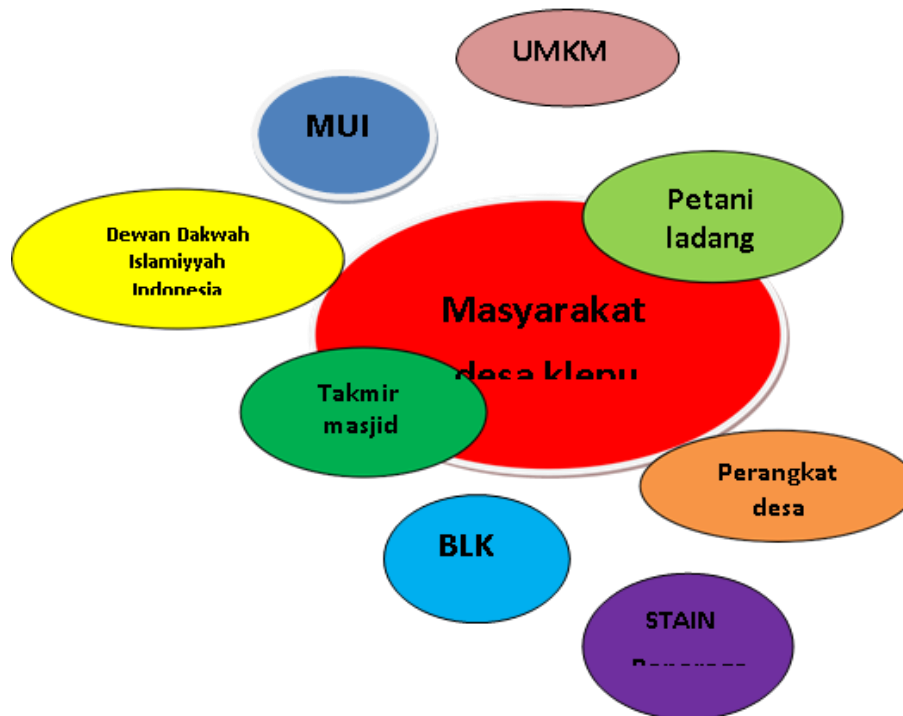 UMKM
MUI
Petani
ladang
Dewan Dakwah
Islamiyyah
Indonesia
Masyarakat
desa klepu
Takmir
masjid
Perangkat
desa
BLK
STAIN